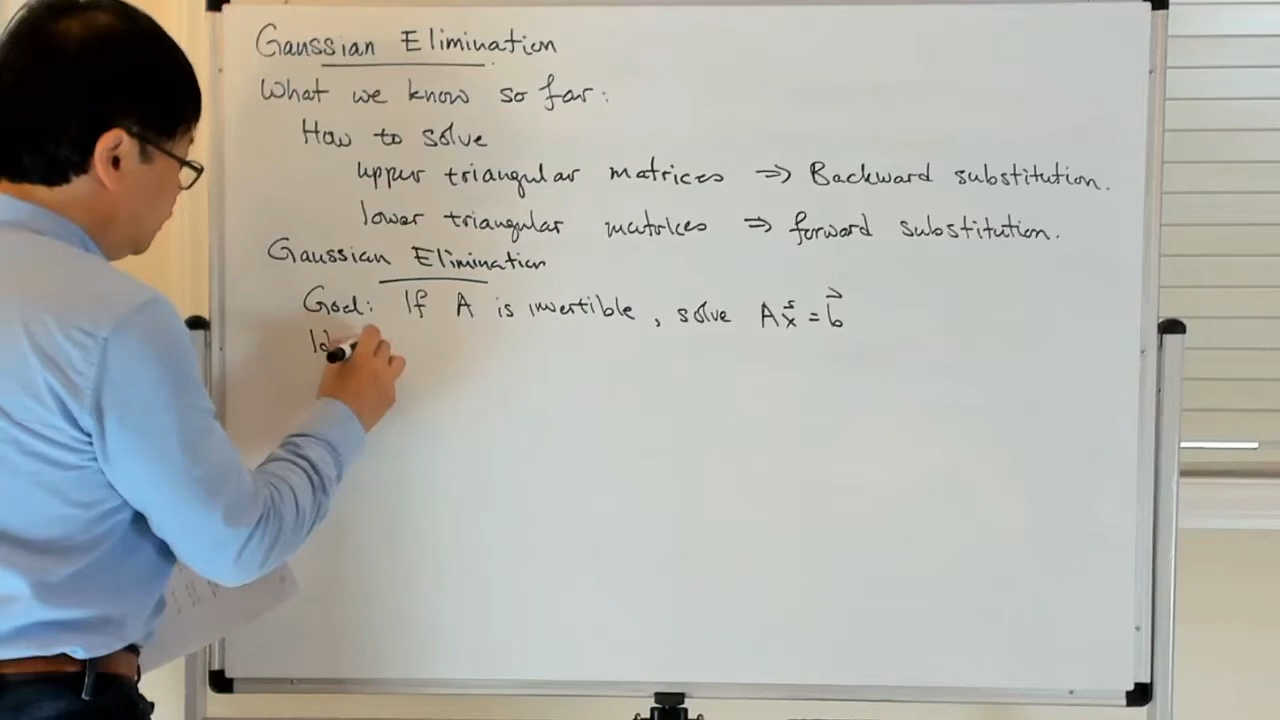 Gaussian Elimination
What we know so far:
How to solve
upper triangular matrices ⇒ Backward substitution.
lower triangular matrices ⇒ forward substitution.
Gaussian Elimination
Goal: If A is invertible, solve Ax⃗ = b⃗
Id